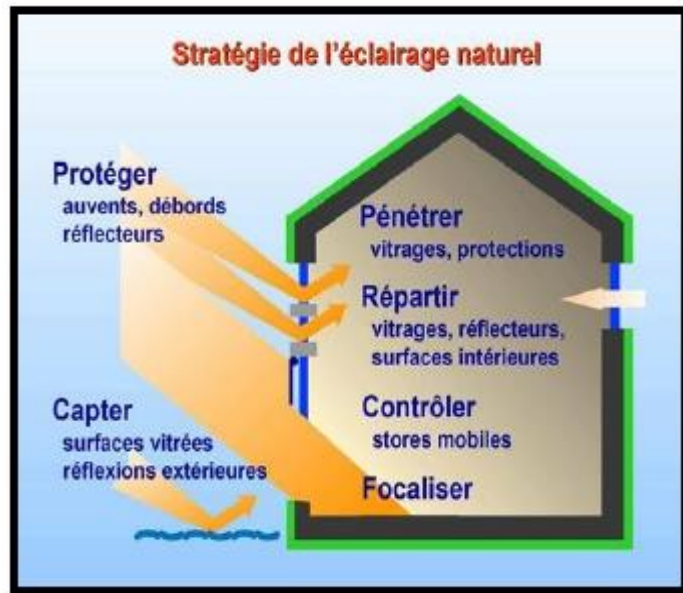 Stratégie de l'éclairage naturel
Protéger
auvents, débords
réflecteurs
Capter
surfaces vitrées
réflexions extérieures
Pénétrer
vitrages, protections
Répartir
vitrages, réflecteurs,
surfaces intérieures
Contrôler
stores mobiles
Focaliser